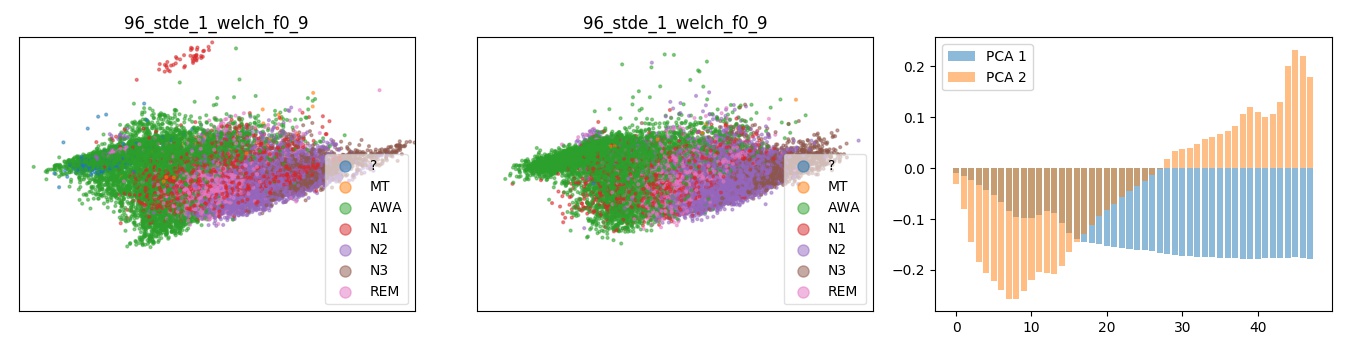 96_stde_1_welch_f0_9
?
MT
AWA
N1
N2
N3
REM
96_stde_1_welch_f0_9
?
MT
AWA
N1
N2
N3
REM
PCA 1
PCA 2
0.2
0.1
0.0
−0.1
−0.2
0 10 20 30 40